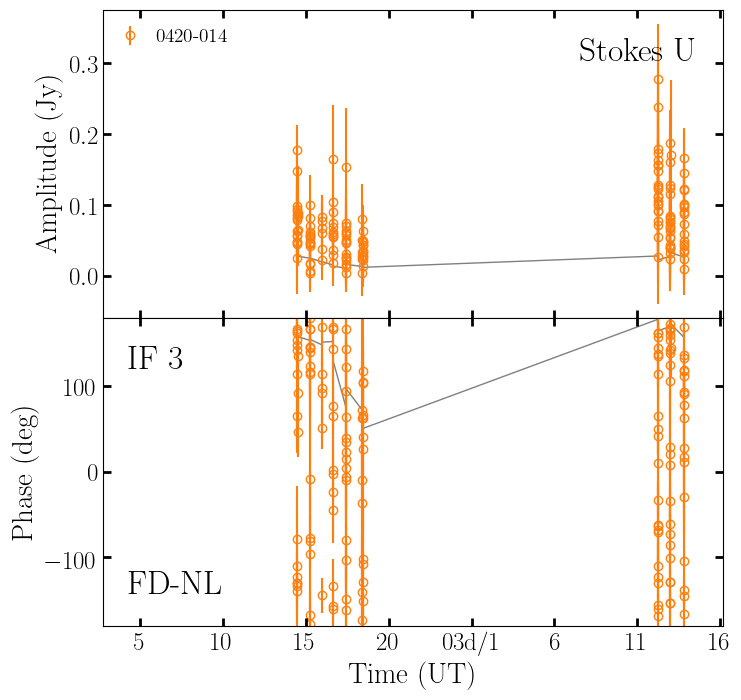 0420-014
Stokes U
0.3
0.2
0.1
0.0
Amplitude (Jy)
IF 3
100
0
−100
Phase (deg)
FD-NL
5 10 15 20 03d/1 6 11 16
Time (UT)